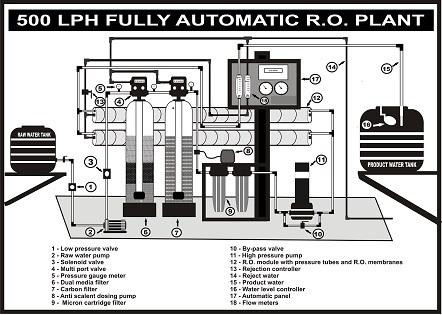 500 LPH FULLY AUTOMATIC R.O. PLANT
RAW WATER TANK
PRODUCT WATER TANK
1 - Low pressure valve
2 - Raw water pump
3 - Solenoid valve
4 - Multi port valve
5 - Pressure gauge meter
6 - Dual media filter
7 - Carbon filter
8 - Anti scalent dosing pump
9 - Micron cartridge filter
10 - By-pass valve
11 - High pressure pump
12 - R.O. module with pressure tubes and R.O. membranes
13 - Rejection controller
14 - Reject water
15 - Product water
16 - Water level controller
17 - Automatic panel
18 - Flow meters
1
2
3
4
5
13
6
7
8
9
10
11
12
14
15
16
17
18